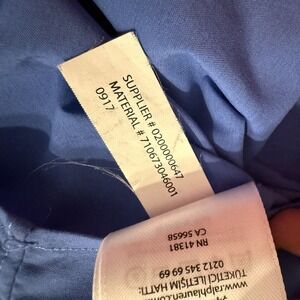 SUPPLIER # 0200000647
MATERIAL # 710673046001
0917
www.ralphlauren.com
TÜKETİCİ İLETİŞİM HATTI:
0212 345 69 69
RN 41381
CA 56658